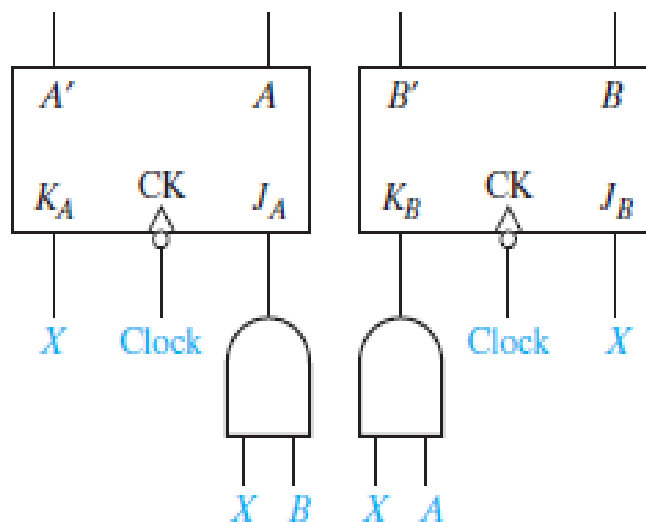 A′ A B′ B
CK CK
K_A J_A K_B J_B
X Clock Clock X
X B X A